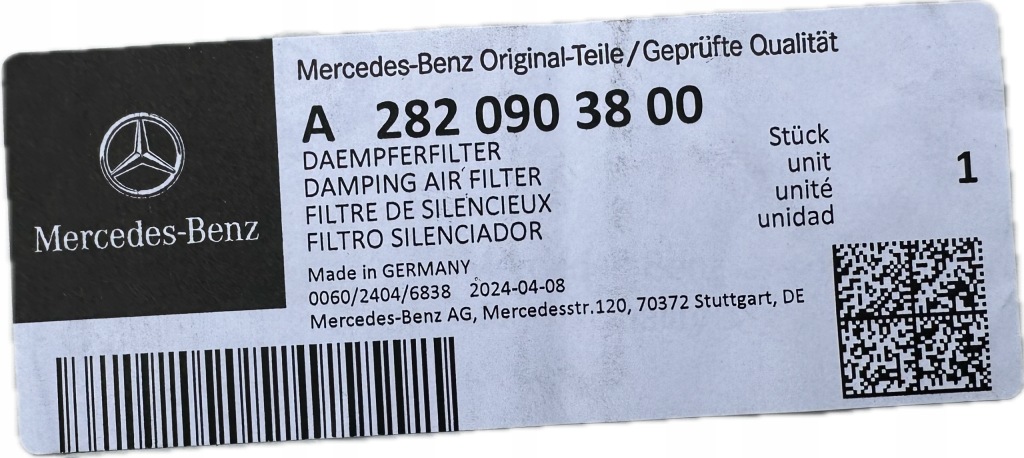 Mercedes-Benz
Mercedes-Benz Original-Teile/Geprüfte Qualität
A 282 090 38 00
DAEMPFERFILTER
DAMPING AIR FILTER
FILTRE DE SILENCIEUX
FILTRO SILENCIADOR
Stück
unit
unité
unidad
1
Made in GERMANY
0060/2404/6838 2024-04-08
Mercedes-Benz AG, Mercedesstr.120, 70372 Stuttgart, DE